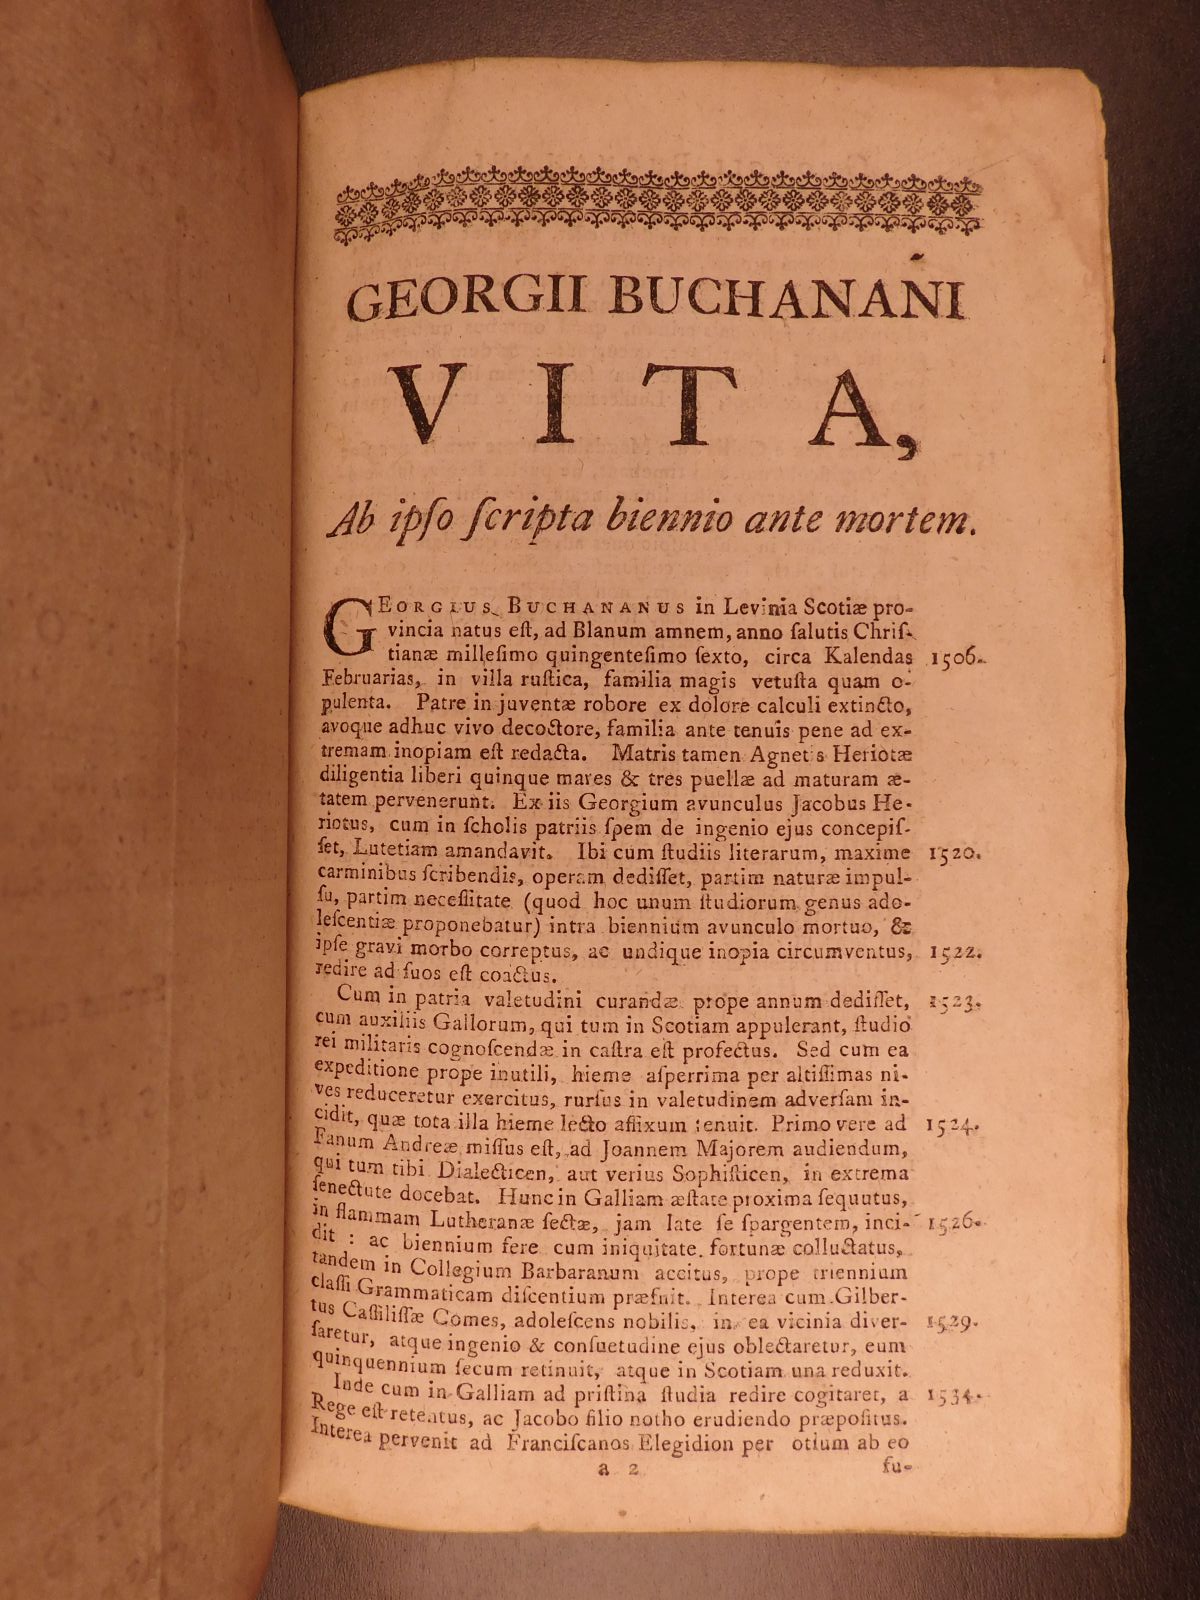 GEORGII BUCHANANI
VITA,
Ab ipſo ſcripta biennio ante mortem.
GEORGIUS BUCHANANUS in Levinia Scotiæ pro-
vincia natus eſt, ad Blanum amnem, anno ſalutis Chriſ-
tianæ milleſimo quingenteſimo ſexto, circa Kalendas 1506.
Februarias, in villa ruſtica, familia magis vetuſta quam o-
pulenta. Patre in juventæ robore ex dolore calculi extincto,
avoque adhuc vivo decoctore, familia ante tenuis pene ad ex-
tremam inopiam eſt redacta. Matris tamen Agnetis Heriotæ
diligentia liberi quinque mares & tres puellæ ad maturam æ-
tatem pervenerunt. Ex iis Georgium avunculus Jacobus He-
riotus, cum in ſcholis patriis ſpem de ingenio ejus concepiſ-
ſet, Lutetiam amandavit. Ibi cum ſtudiis literarum, maxime 1520.
carminibus ſcribendis, operam dediſſet, partim naturæ impul-
ſu, partim neceſſitate (quod hoc unum ſtudiorum genus ado-
leſcentiæ proponebatur) intra biennium avunculo mortuo, &
ipſe gravi morbo correptus, ac undique inopia circumventus, 1522.
redire ad ſuos eſt coactus.
Cum in patria valetudini curandæ prope annum dediſſet, 1523.
cum auxiliis Gallorum, qui tum in Scotiam appulerant, ſtudio
rei militaris cognoſcendæ in caſtra eſt profectus. Sed cum ea
expeditione prope inutili, hieme aſperrima per altiſſimas ni-
ves reduceretur exercitus, rurſus in valetudinem adverſam in-
cidit, quæ tota illa hieme lecto affixum tenuit. Primo vere ad 1524.
Fanum Andreæ miſſus eſt, ad Joannem Majorem audiendum,
qui tum tibi Dialecticen, aut verius Sophiſticen, in extrema
ſenectute docebat. Hunc in Galliam æſtate proxima ſequutus,
in flammam Lutheranæ ſectæ, jam late ſe ſpargentem, inci- 1526.
dit : ac biennium fere cum iniquitate fortunæ colluctatus,
tandem in Collegium Barbaranum accitus, prope triennium
claſſi Grammaticam diſcentium præfuit. Interea cum Gilber-
tus Caſſiliſſæ Comes, adoleſcens nobilis, in ea vicinia diver- 1529.
ſaretur, atque ingenio & conſuetudine ejus oblectaretur, eum
quinquennium ſecum retinuit, atque in Scotiam una reduxit.
Inde cum in Galliam ad priſtina ſtudia redire cogitaret, a 1534.
Rege eſt retentus, ac Jacobo filio notho erudiendo præpoſitus.
Interea pervenit ad Franciſcanos Elegidion per otium ab eo
a 2 fu-